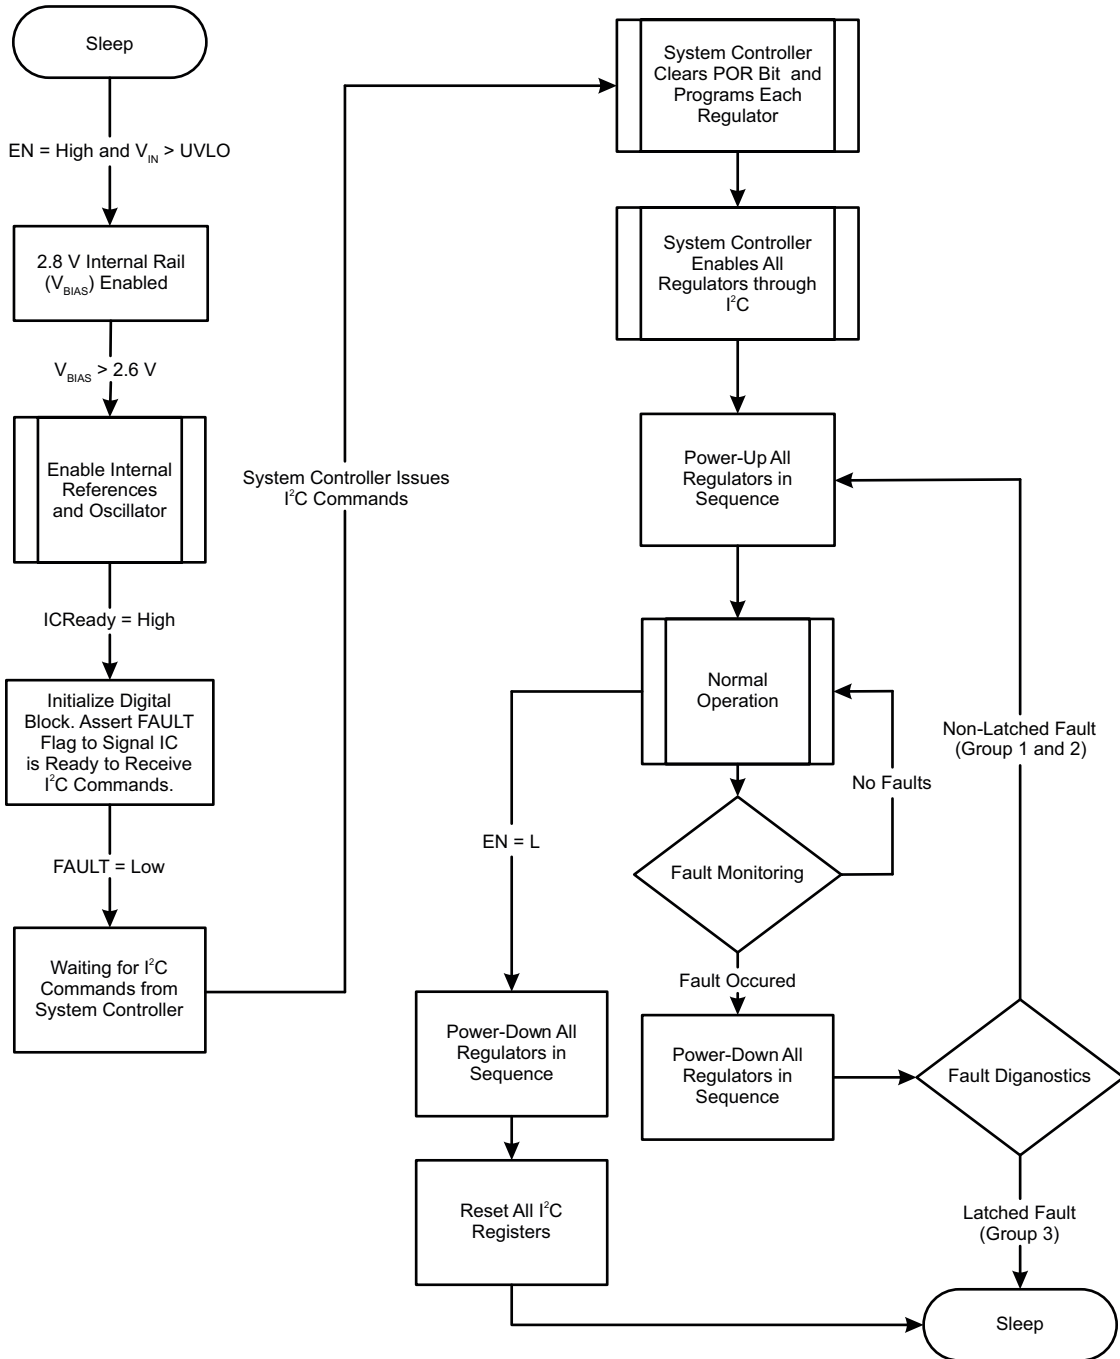 Sleep
EN = High and V_IN > UVLO
2.8 V Internal Rail
(V_BIAS) Enabled
V_BIAS > 2.6 V
Enable Internal
References
and Oscillator
ICReady = High
Initialize Digital
Block. Assert FAULT
Flag to Signal IC
is Ready to Receive
I²C Commands.
FAULT = Low
Waiting for I²C
Commands from
System Controller
System Controller Issues
I²C Commands
System Controller
Clears POR Bit and
Programs Each
Regulator
System Controller
Enables All
Regulators through
I²C
Power-Up All
Regulators in
Sequence
Normal
Operation
No Faults
Non-Latched Fault
(Group 1 and 2)
EN = L
Fault Monitoring
Fault Occured
Power-Down All
Regulators in
Sequence
Power-Down All
Regulators in
Sequence
Fault Diganostics
Reset All I²C
Registers
Latched Fault
(Group 3)
Sleep